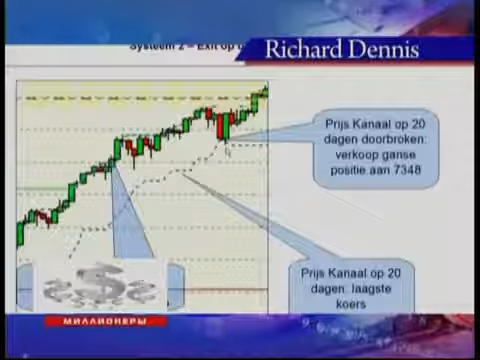 Systeem 2 – Exit op
Richard Dennis
Prijs Kanaal op 20
dagen doorbroken:
verkoop ganse
positie aan 7348
Prijs Kanaal op 20
dagen: laagste
koers
МИЛЛИОНЕРЫ